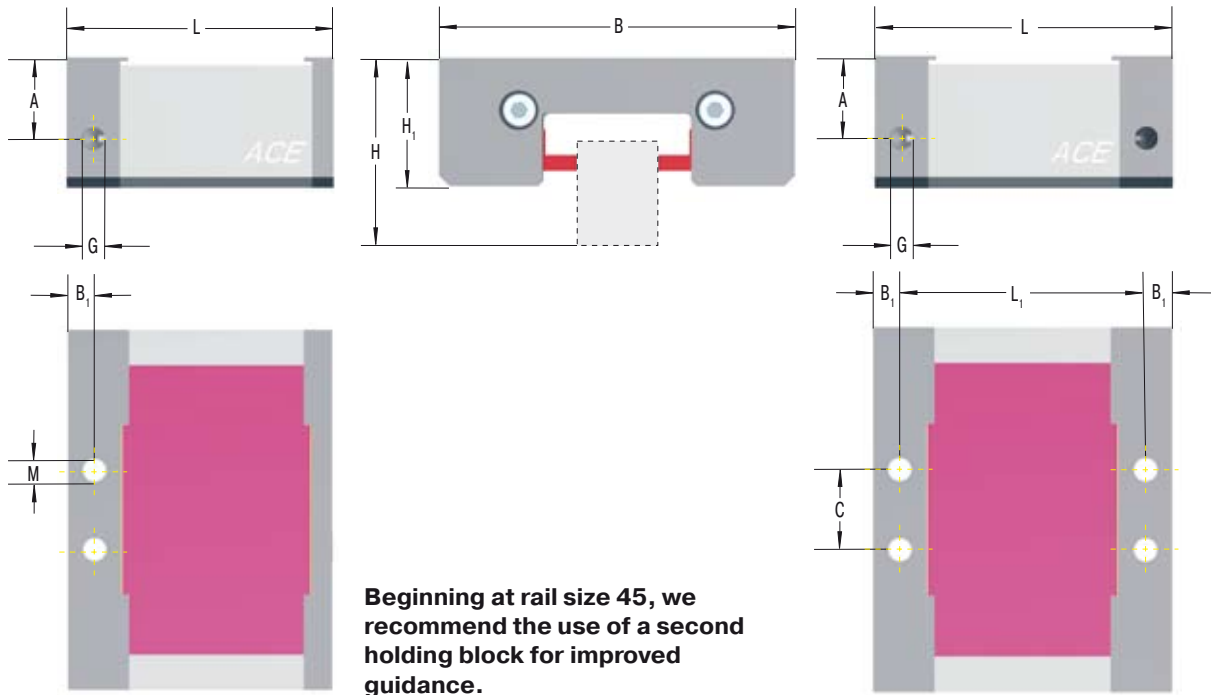 L
B
L
A
H₁
H
A
ACE
ACE
G
G
B₁
B₁
L₁
B₁
M
C
Beginning at rail size 45, we
recommend the use of a second
holding block for improved
guidance.